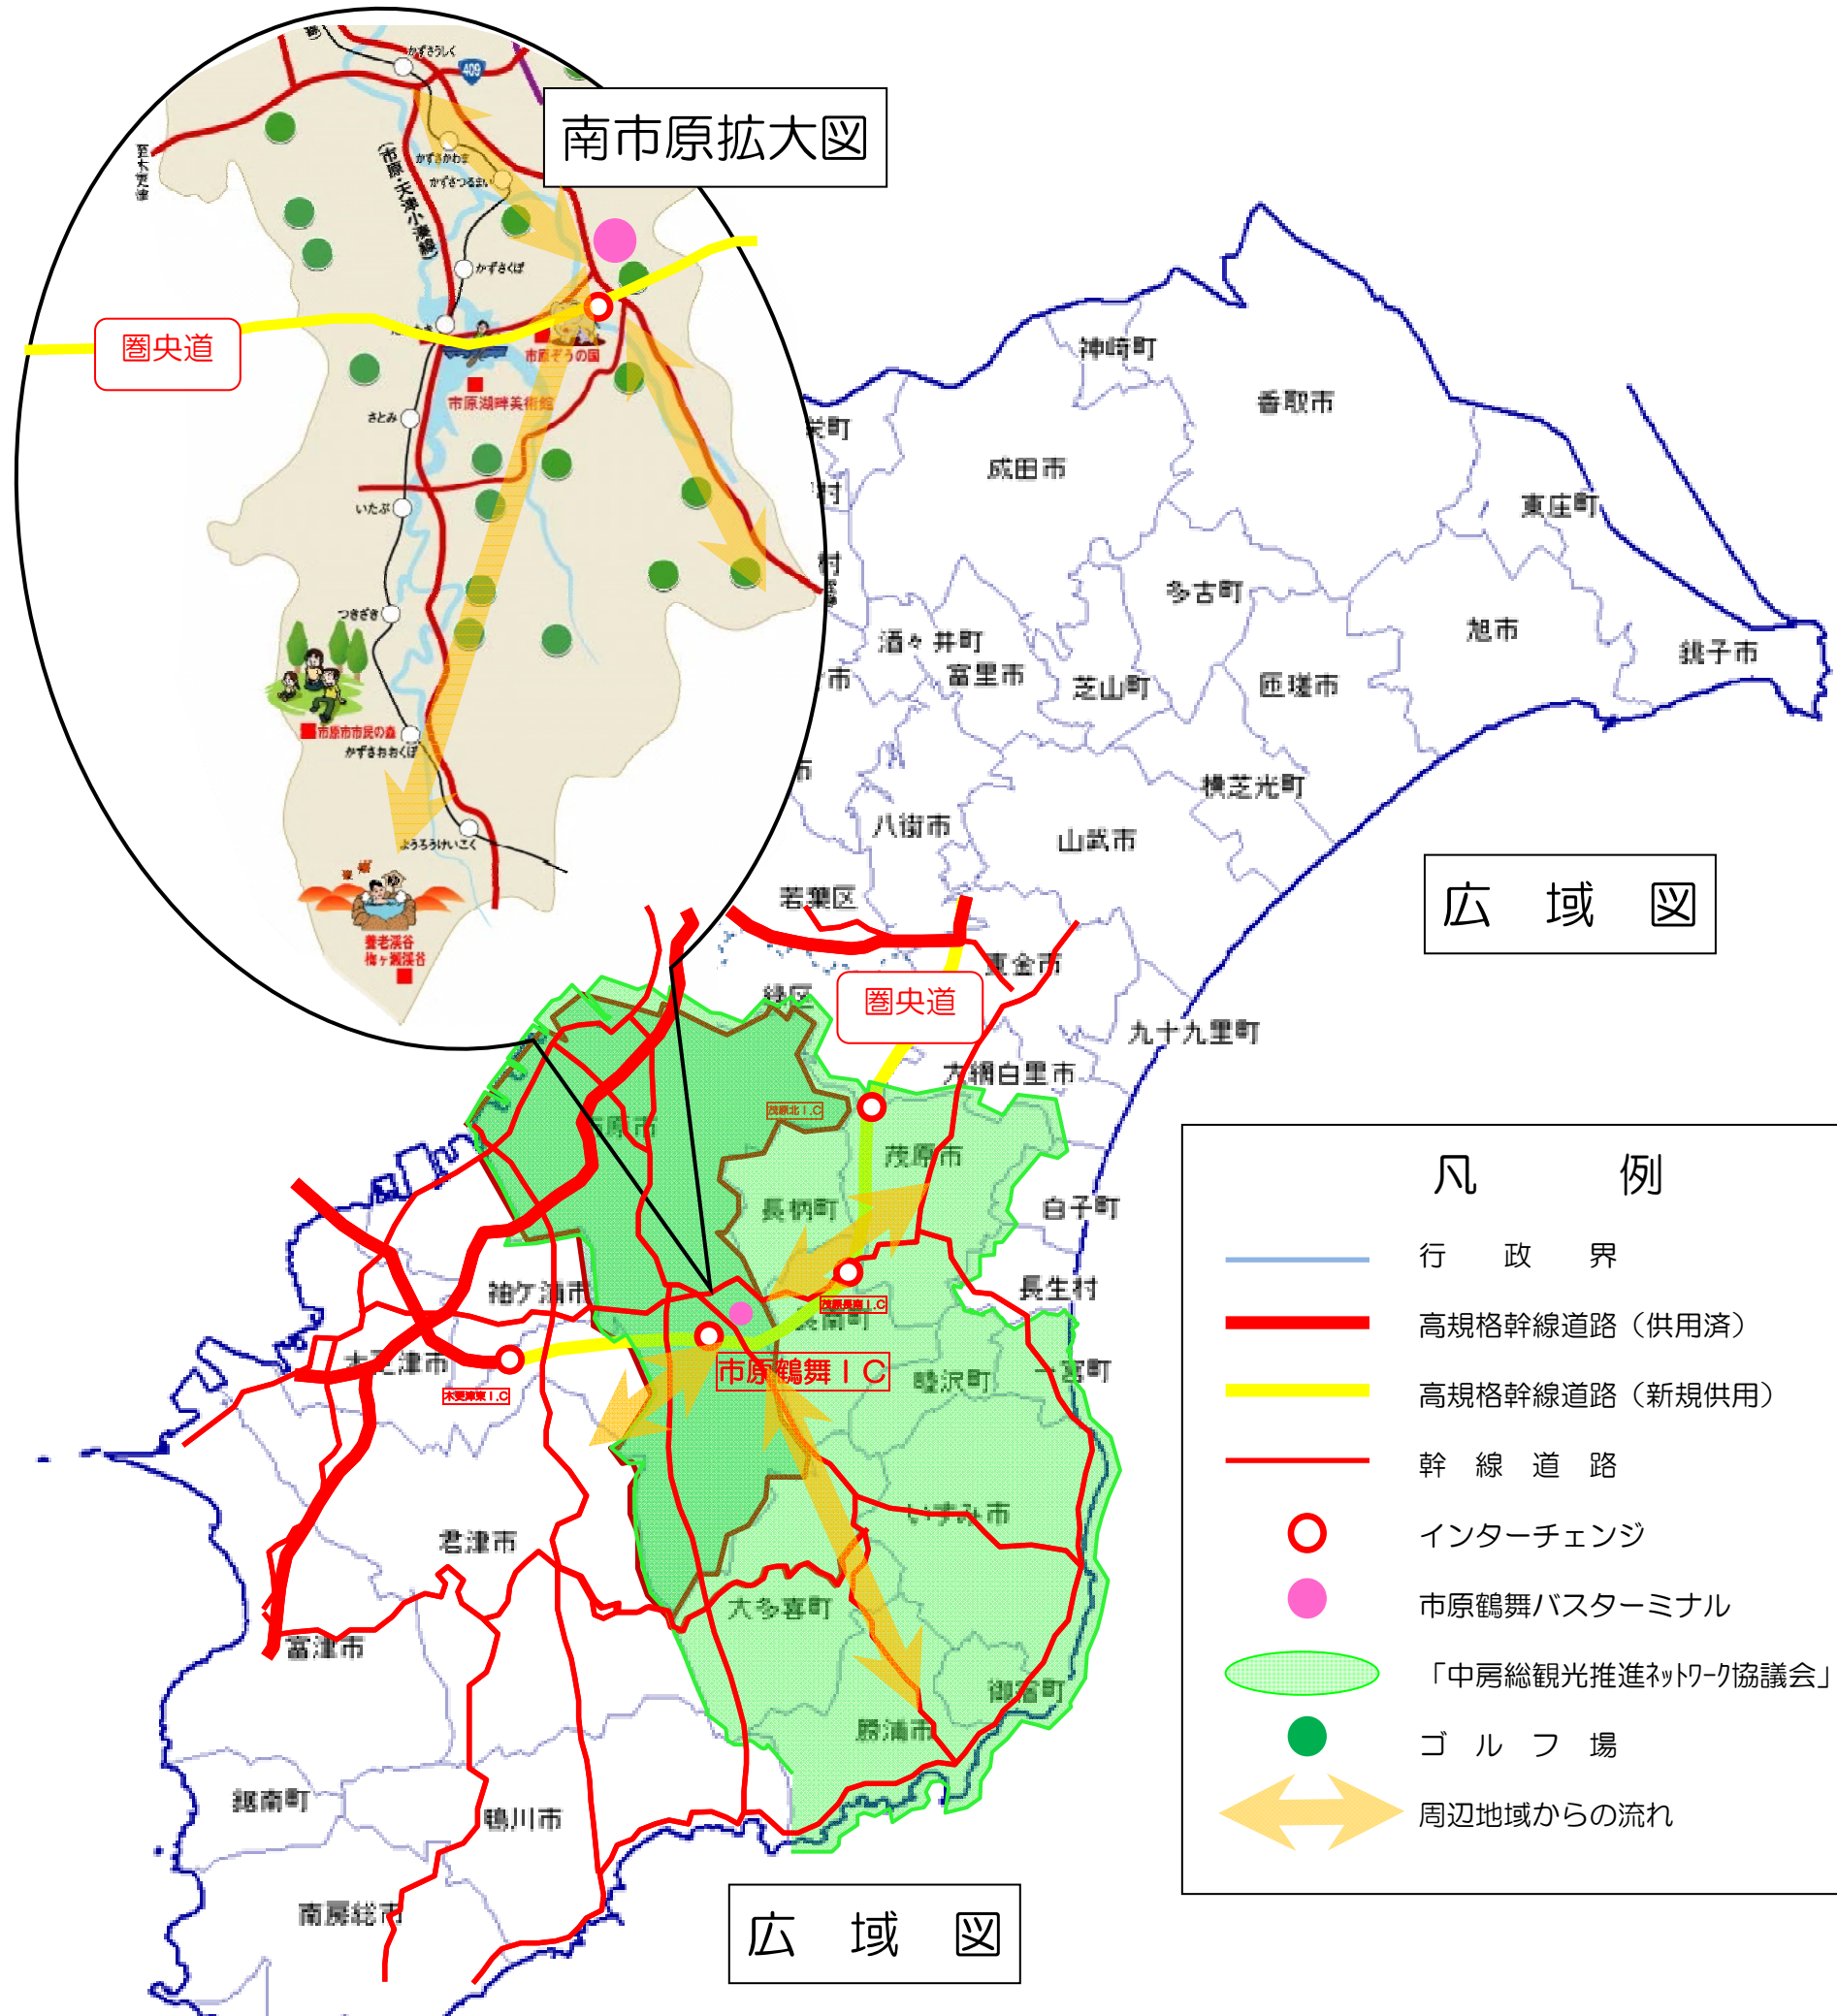 かずさうしく
409
南市原拡大図
至木更津
(市原・天津小湊線)
かずさかわま
かずさつるまい
かずさくぼ
圏央道
市原ぞうの国
市原湖畔美術館
さとみ
いたぶ
つきざき
市原市市民の森
かずさおおくぼ
ようろうけいこく
養老渓谷
梅ヶ瀬渓谷
神崎町
香取市
栄町
成田市
村
東庄町
村
多古町
旭市
酒々井町
銚子市
富里市
市
芝山町
匝瑳市
市
横芝光町
八街市
山武市
若葉区
広域図
東金市
緑区
圏央道
九十九里町
大網白里市
茂原北I.C
市原市
茂原市
長柄町
白子町
袖ケ浦市
長生村
茂原長南I.C
長南町
木更津市
市原鶴舞IC
睦沢町
一宮町
木更津東I.C
いすみ市
君津市
大多喜町
富津市
御宿町
勝浦市
鋸南町
鴨川市
南房総市
広域図
凡例
行政界
高規格幹線道路（供用済）
高規格幹線道路（新規供用）
幹線道路
インターチェンジ
市原鶴舞バスターミナル
「中房総観光推進ﾈｯﾄﾜｰｸ協議会」
ゴルフ場
周辺地域からの流れ